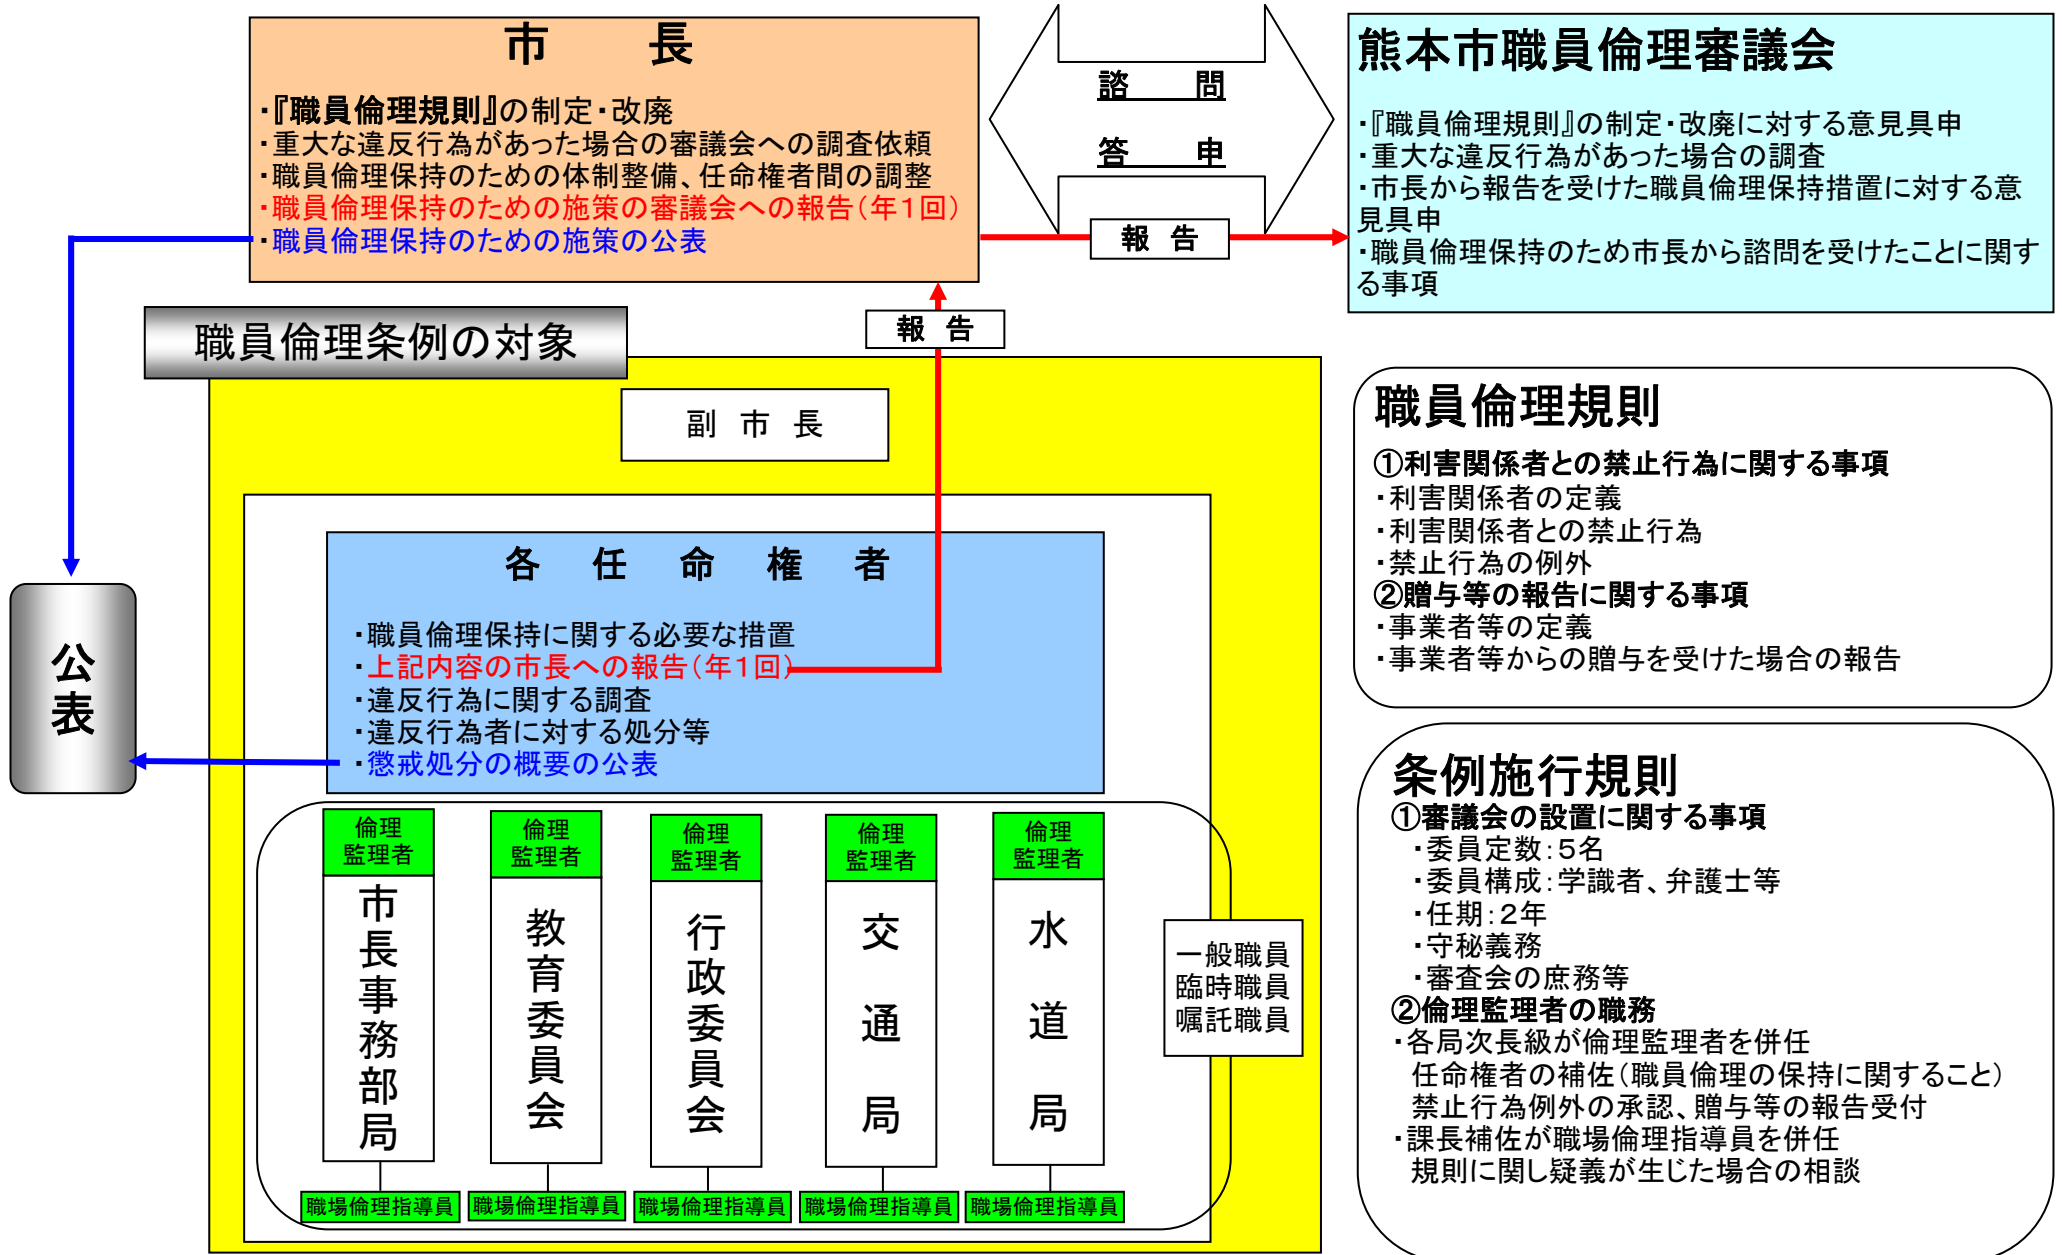 市 長
・『職員倫理規則』の制定・改廃
・重大な違反行為があった場合の審議会への調査依頼
・職員倫理保持のための体制整備、任命権者間の調整
・職員倫理保持のための施策の審議会への報告（年１回）
・職員倫理保持のための施策の公表
諮 問
答 申
報 告
熊本市職員倫理審議会
・『職員倫理規則』の制定・改廃に対する意見具申
・重大な違反行為があった場合の調査
・市長から報告を受けた職員倫理保持措置に対する意
見具申
・職員倫理保持のため市長から諮問を受けたことに関す
る事項
職員倫理条例の対象
報 告
副 市 長
各 任 命 権 者
・職員倫理保持に関する必要な措置
・上記内容の市長への報告（年１回）
・違反行為に関する調査
・違反行為者に対する処分等
・懲戒処分の概要の公表
公表
倫理
監理者
市長事務部局
職場倫理指導員
倫理
監理者
教育委員会
職場倫理指導員
倫理
監理者
行政委員会
職場倫理指導員
倫理
監理者
交通局
職場倫理指導員
倫理
監理者
水道局
職場倫理指導員
一般職員
臨時職員
嘱託職員
職員倫理規則
①利害関係者との禁止行為に関する事項
・利害関係者の定義
・利害関係者との禁止行為
・禁止行為の例外
②贈与等の報告に関する事項
・事業者等の定義
・事業者等からの贈与を受けた場合の報告
条例施行規則
①審議会の設置に関する事項
・委員定数：５名
・委員構成：学識者、弁護士等
・任期：２年
・守秘義務
・審査会の庶務等
②倫理監理者の職務
・各局次長級が倫理監理者を併任
任命権者の補佐（職員倫理の保持に関すること）
禁止行為例外の承認、贈与等の報告受付
・課長補佐が職場倫理指導員を併任
規則に関し疑義が生じた場合の相談